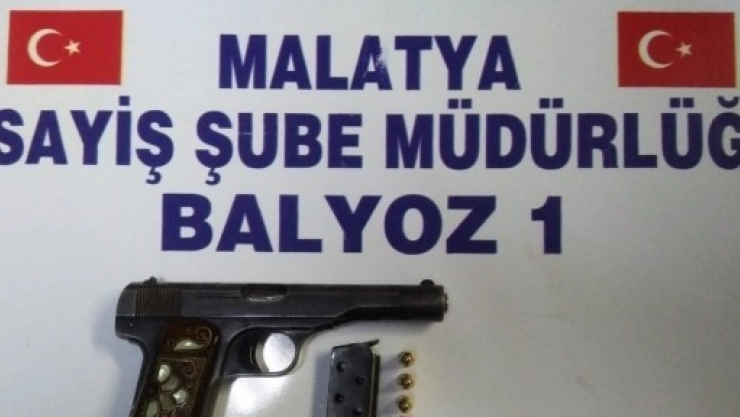 MALATYA
SAYİŞ ŞUBE MÜDÜRLÜĞ
BALYOZ 1